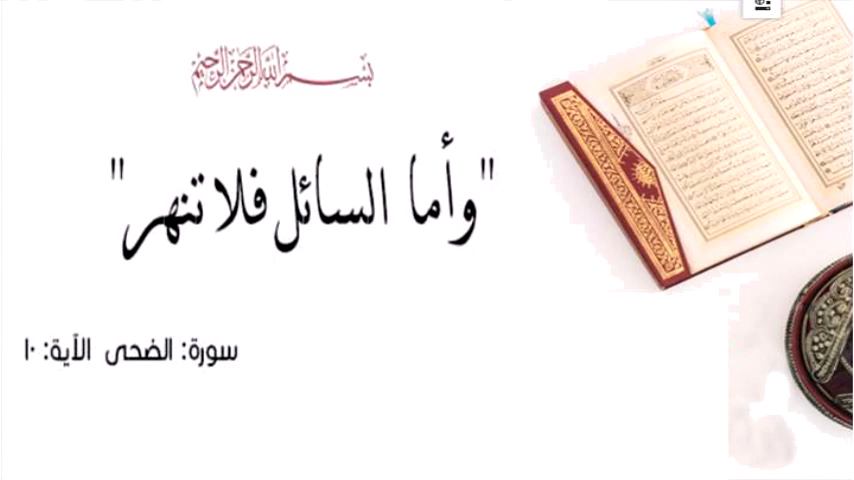 بسم الله الرحمن الرحيم
"وأما السائل فلا تنهر"
سورة: الضحى الآية: ١٠